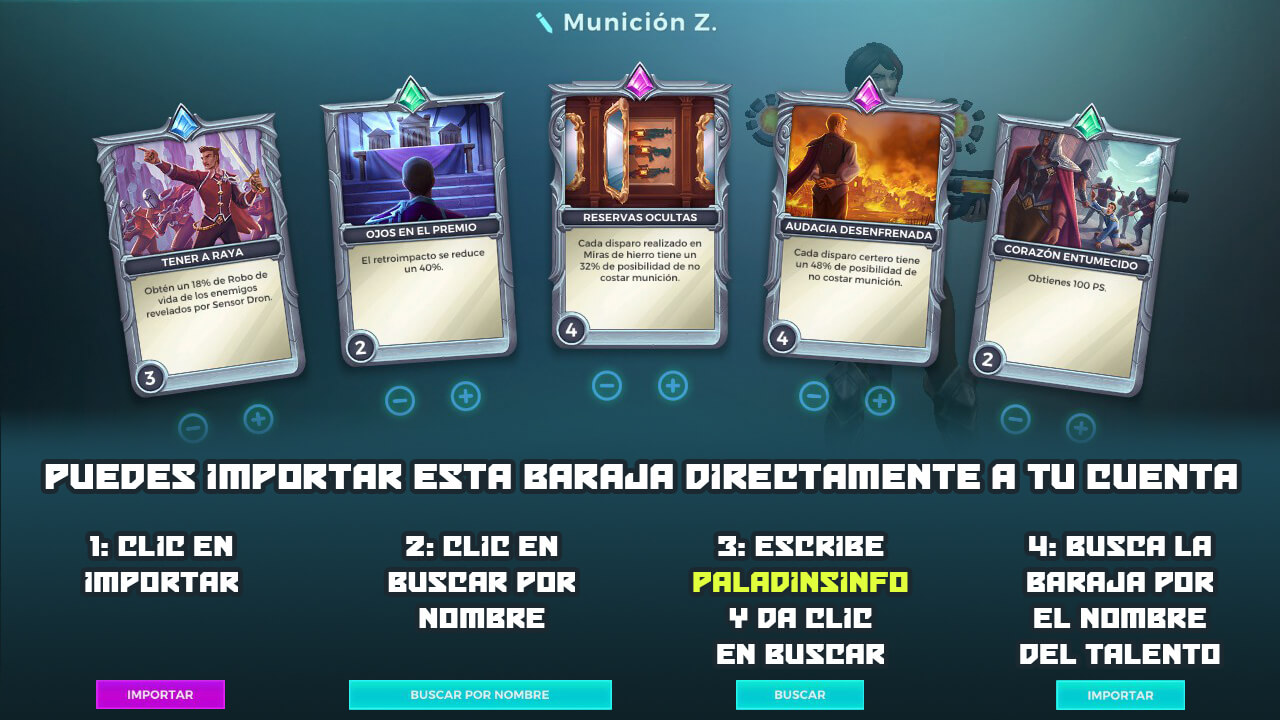 Munición Z.
TENER A RAYA
Obtén un 18% de Robo de
vida de los enemigos
revelados por Sensor Dron.
3
OJOS EN EL PREMIO
El retroimpacto se reduce
un 40%.
2
RESERVAS OCULTAS
Cada disparo realizado en
Miras de hierro tiene un
32% de posibilidad de no
costar munición.
4
AUDACIA DESENFRENADA
Cada disparo certero tiene
un 48% de posibilidad de
no costar munición.
4
CORAZÓN ENTUMECIDO
Obtienes 100 PS.
2
PUEDES IMPORTAR ESTA BARAJA DIRECTAMENTE A TU CUENTA
1: CLIC EN
IMPORTAR
IMPORTAR
2: CLIC EN
BUSCAR POR
NOMBRE
BUSCAR POR NOMBRE
3: ESCRIBE
PALADINSINFO
Y DA CLIC
EN BUSCAR
BUSCAR
4: BUSCA LA
BARAJA POR
EL NOMBRE
DEL TALENTO
IMPORTAR